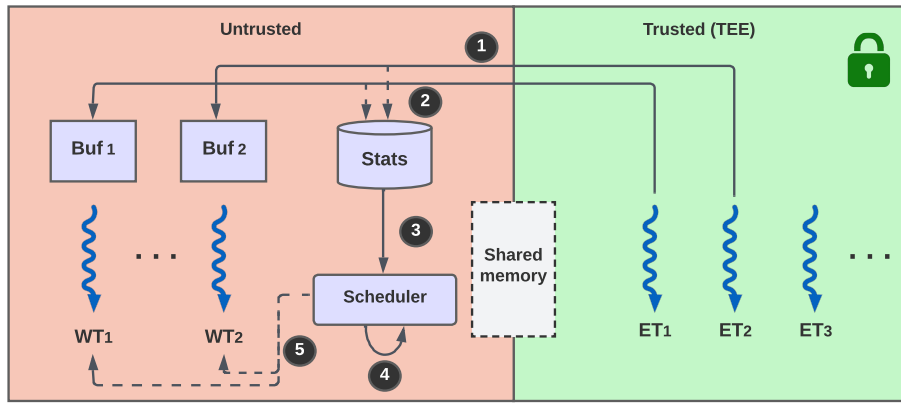 Untrusted
Trusted (TEE)
1
2
Buf 1
Buf 2
Stats
3
Shared
memory
. . .
. . .
Scheduler
WT1
WT2
ET1
ET2
ET3
5
4